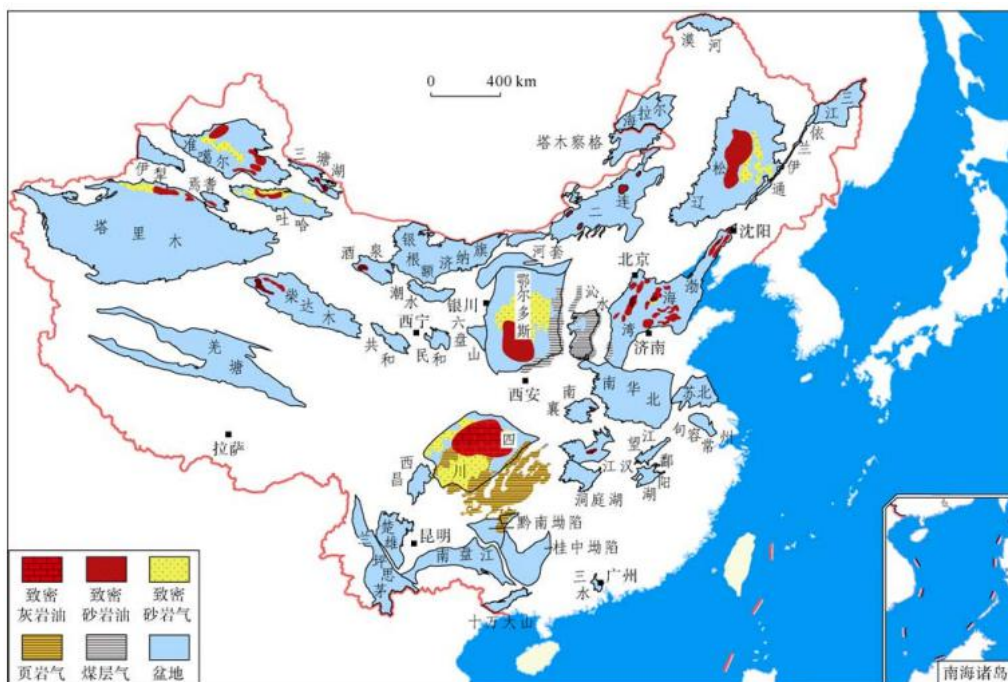 漠河
0 400 km
海拉尔
塔木察格
三江
依兰伊通
松辽
准噶尔
三塘湖
伊犁
焉耆
吐哈
塔里木
二连
沈阳
酒泉
银根额济纳旗
河套
北京
渤海湾
鄂尔多斯
沁水
柴达木
潮水
银川
西宁
六盘山
共和
民和
济南
羌塘
西安
南华北
苏北
南襄
句容
常州
拉萨
四川
望江
江汉
鄱阳湖
西昌
洞庭湖
黔南坳陷
楚雄
昆明
桂中坳陷
南盘江
兰坪思茅
广州
三水
十万大山
致密灰岩油
致密砂岩油
致密砂岩气
页岩气
煤层气
盆地
南海诸岛